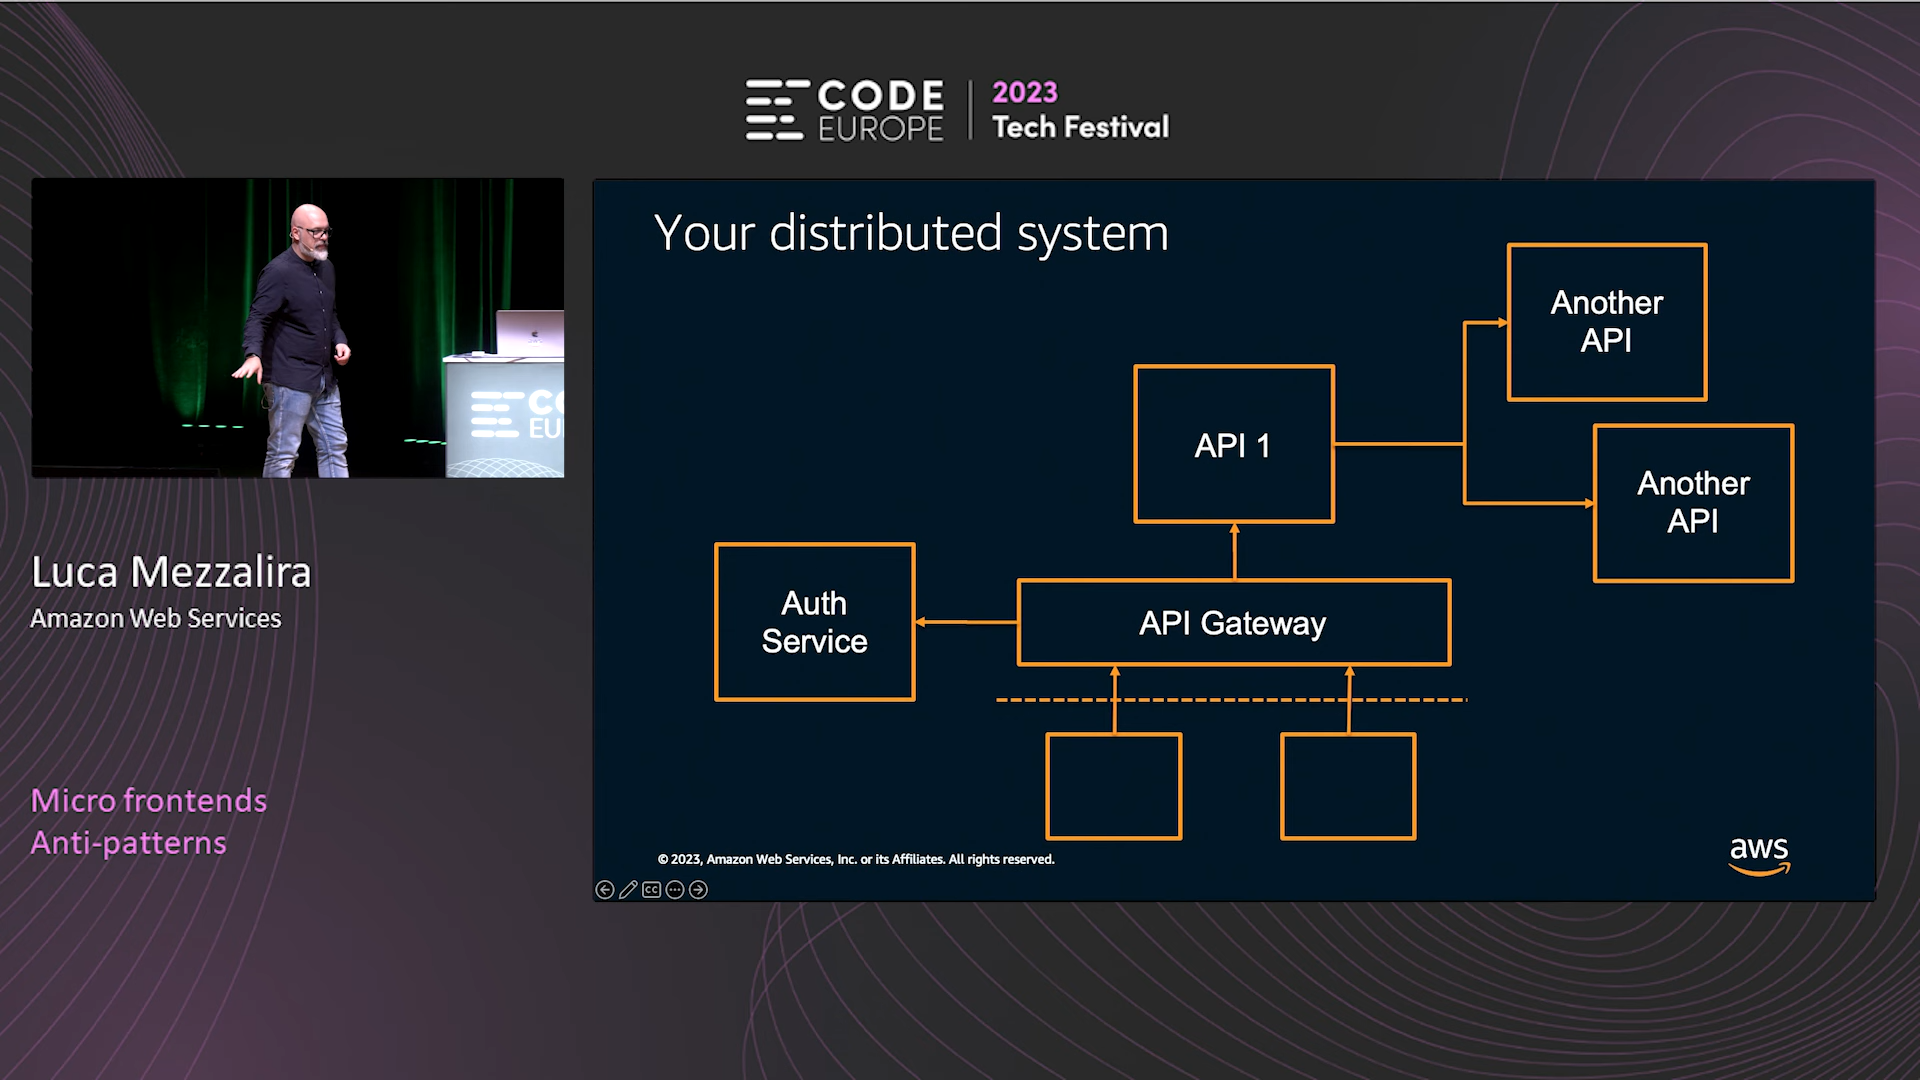 CODE
EUROPE
2023
Tech Festival
Your distributed system
Another
API
API 1
Another
API
Auth
Service
API Gateway
© 2023, Amazon Web Services, Inc. or its Affiliates. All rights reserved.
aws
CC
Luca Mezzalira
Amazon Web Services
Micro frontends
Anti-patterns